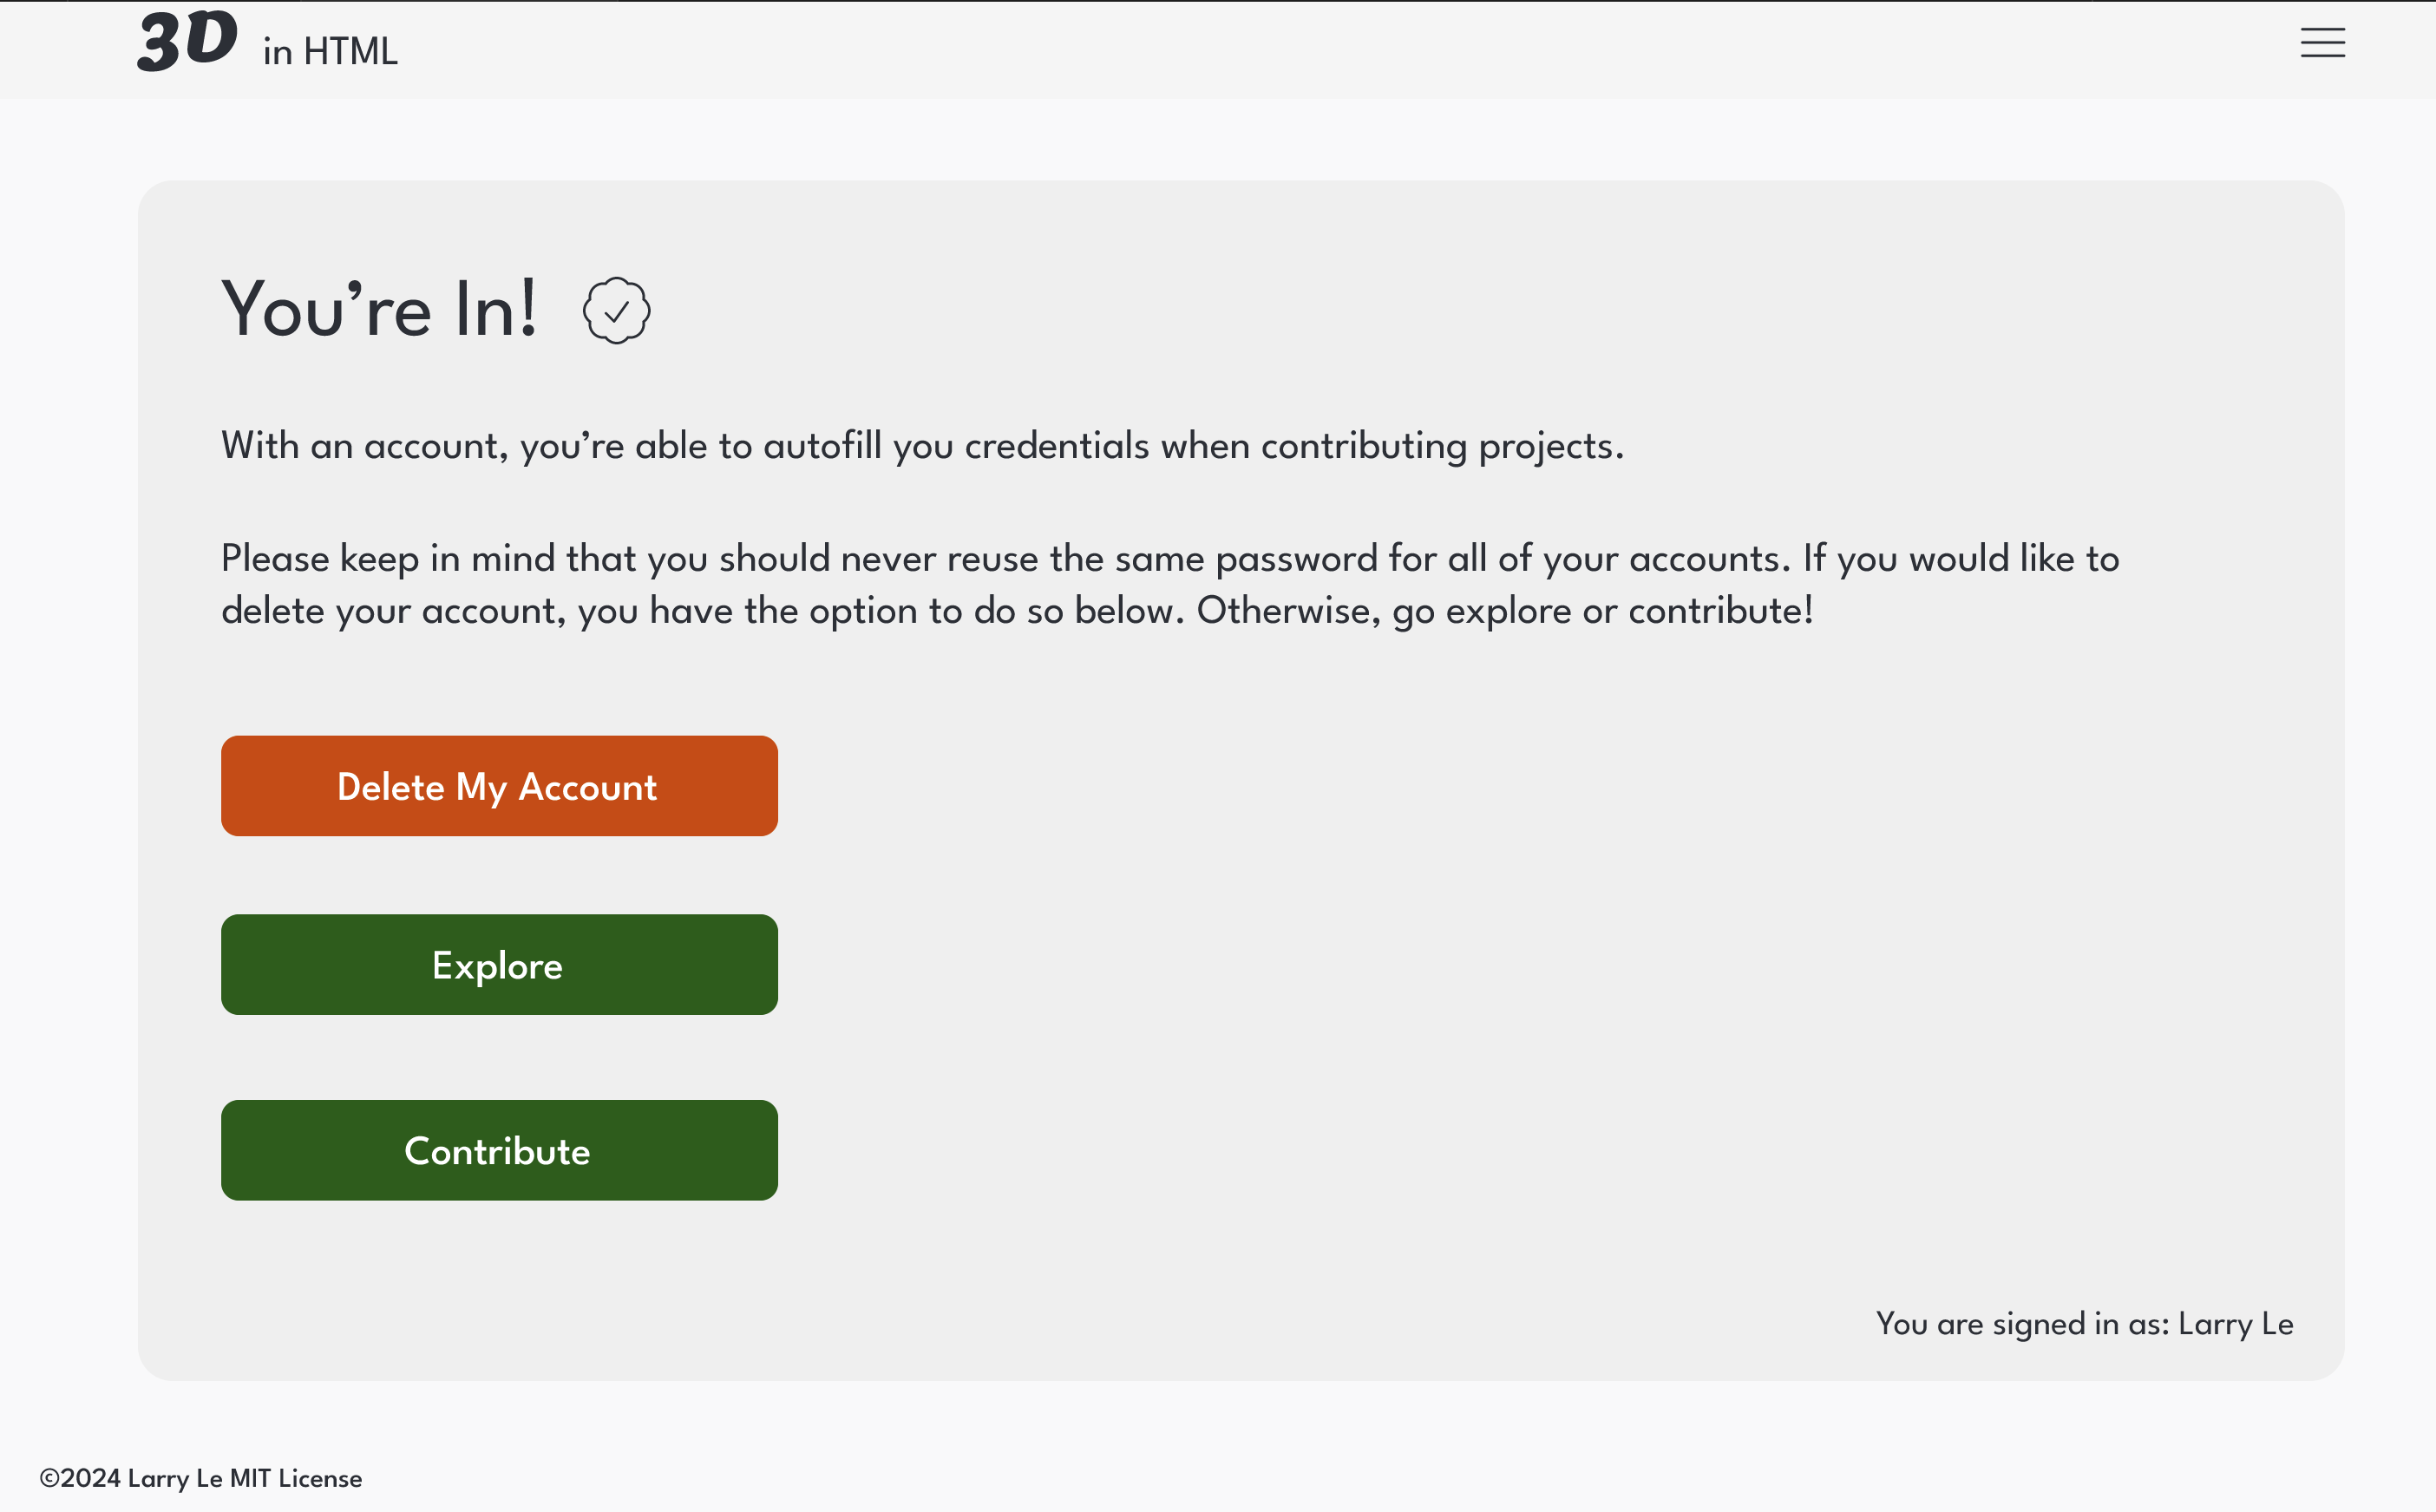 3D in HTML
You’re In!
With an account, you’re able to autofill you credentials when contributing projects.
Please keep in mind that you should never reuse the same password for all of your accounts. If you would like to
delete your account, you have the option to do so below. Otherwise, go explore or contribute!
Delete My Account
Explore
Contribute
You are signed in as: Larry Le
©2024 Larry Le MIT License